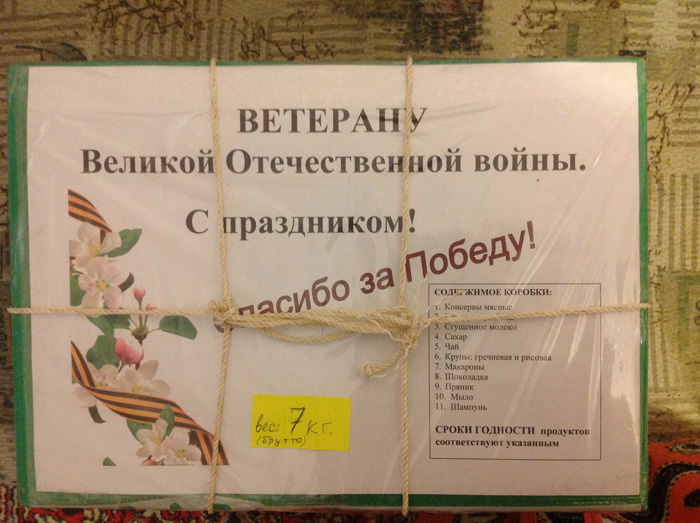 ВЕТЕРАНУ
Великой Отечественной войны.
С праздником!
Спасибо за Победу!
СОДЕРЖИМОЕ КОРОБКИ:
1. Консервы мясные
3. Сгущенное молоко
4. Сахар
5. Чай
6. Крупы; гречневая и рисовая
7. Макароны
8. Шоколадка
9. Пряник
10. Мыло
11. Шампунь
СРОКИ ГОДНОСТИ продуктов
соответствуют указанным
вес: 7 кг.
(брутто)